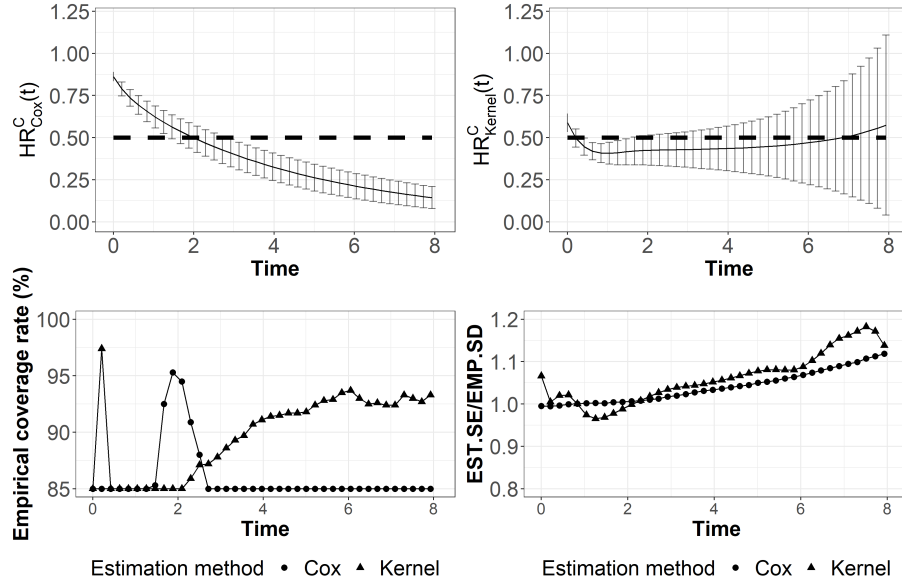 HR^C_Cox(t)
1.25
1.00
0.75
0.50
0.25
0.00
0 2 4 6 8
Time
HR^C_Kernel(t)
1.25
1.00
0.75
0.50
0.25
0.00
0 2 4 6 8
Time
Empirical coverage rate (%)
100
95
90
85
0 2 4 6 8
Time
EST.SE/EMP.SD
1.2
1.1
1.0
0.9
0.8
0 2 4 6 8
Time
Estimation method Cox Kernel
Estimation method Cox Kernel